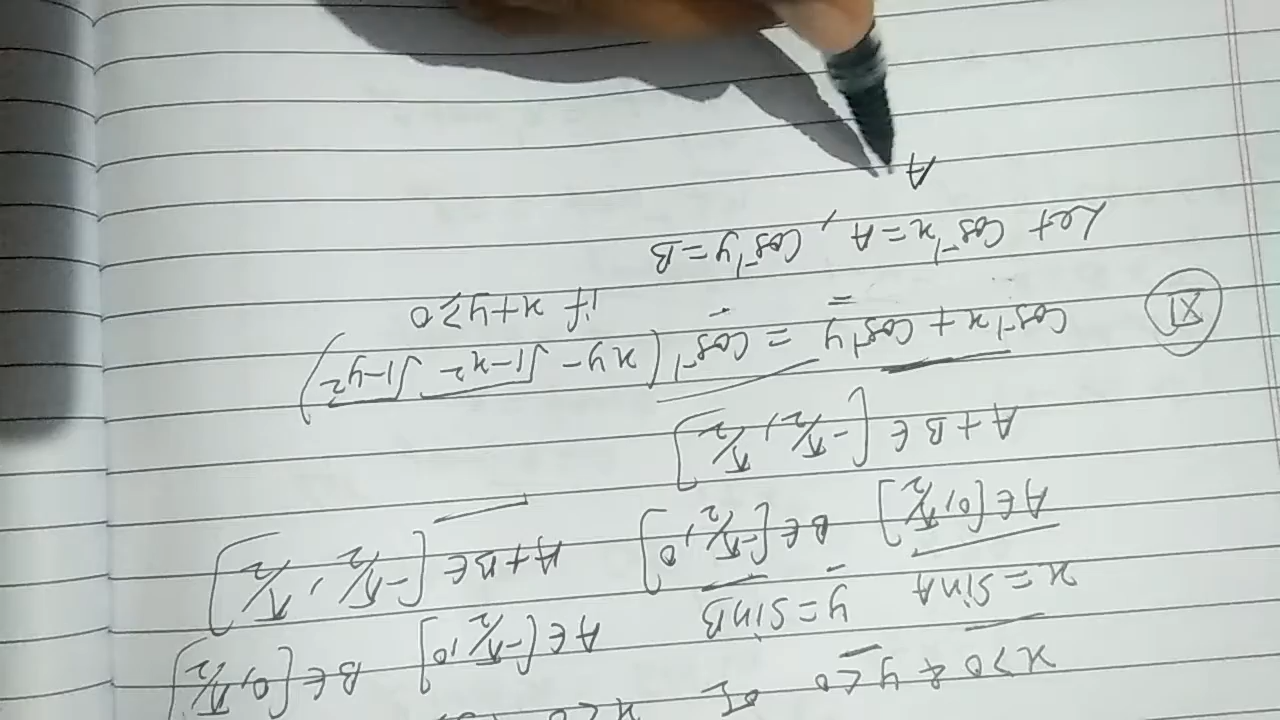 x>0 & y<0 or x<0
x=sinA y=sinB A∈[-π/2,0] B∈[0,π/2]
A∈[0,π/2] B∈[-π/2,0] A+B∈[-π/2,π/2]
A+B∈[-π/2,π/2]
XI Cos⁻¹x+Cos⁻¹y=Cos⁻¹(xy-√1-x² √1-y²)
if x+y≥0
Let Cos⁻¹x=A, Cos⁻¹y=B
A